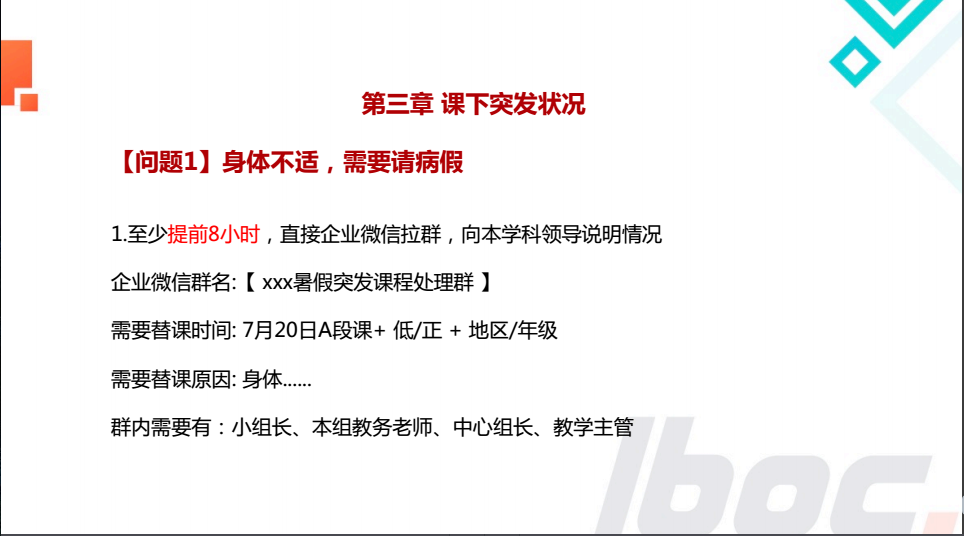 第三章 课下突发状况
【问题1】身体不适，需要请病假
1.至少提前8小时，直接企业微信拉群，向本学科领导说明情况
企业微信群名:【 xxx暑假突发课程处理群 】
需要替课时间: 7月20日A段课+ 低/正 + 地区/年级
需要替课原因: 身体......
群内需要有：小组长、本组教务老师、中心组长、教学主管
lboc.